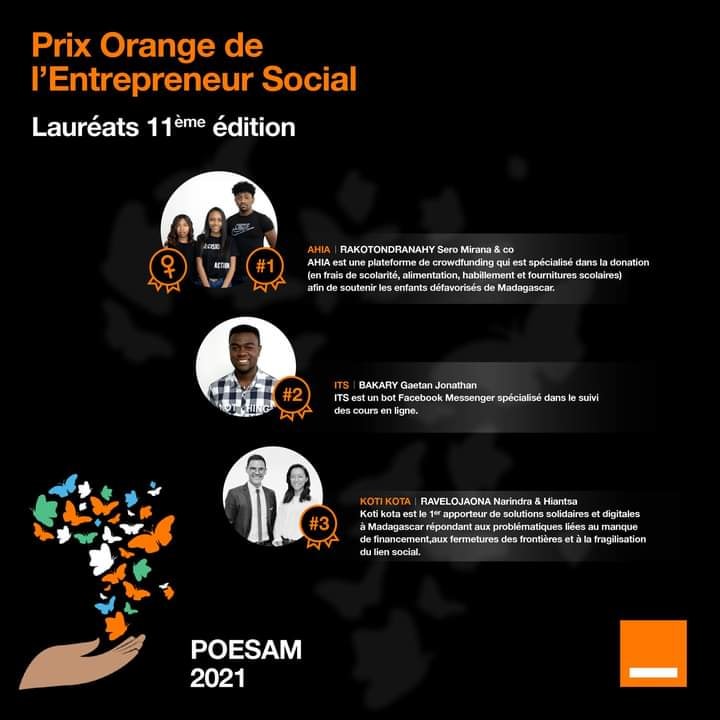 Prix Orange de
l'Entrepreneur Social
Lauréats 11ème édition
#1
AHIA | RAKOTONDRANAHY Sero Mirana & co
AHIA est une plateforme de crowdfunding qui est spécialisé dans la donation
(en frais de scolarité, alimentation, habillement et fournitures scolaires)
afin de soutenir les enfants défavorisés de Madagascar.
#2
ITS | BAKARY Gaetan Jonathan
ITS est un bot Facebook Messenger spécialisé dans le suivi
des cours en ligne.
#3
KOTI KOTA | RAVELOJAONA Narindra & Hiantsa
Koti kota est le 1er apporteur de solutions solidaires et digitales
à Madagascar répondant aux problématiques liées au manque
de financement,aux fermetures des frontières et à la fragilisation
du lien social.
POESAM
2021